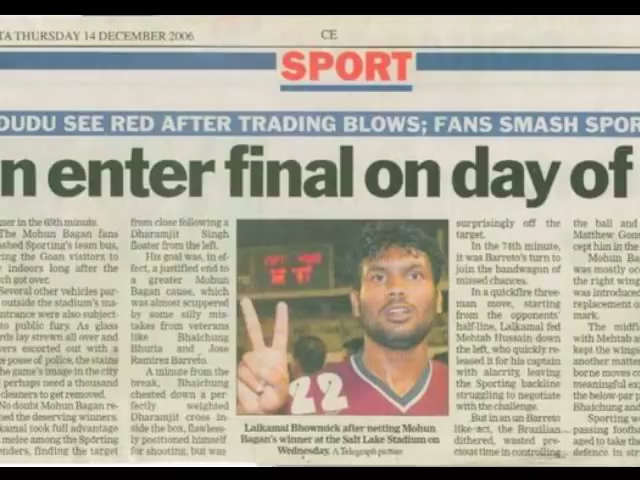 TA THURSDAY 14 DECEMBER 2006
CE
SPORT
DUDU SEE RED AFTER TRADING BLOWS; FANS SMASH SPOR
n enter final on day of
ner in the 65th minute.
The Mohun Bagan fans
shed Sporting's team bus,
cing the Goan visitors to
indoors long after the
ch got over.
Several other vehicles par-
outside the stadium's ma-
ntrance were also subject-
to public fury. As glass
rds lay strewn all over and
vers escorted with a
posse of police, the stains
the game's image in the city
perhaps need a thousand
cleaners to get removed.
No doubt Mohun Bagan re-
ned the deserving winners.
kamal took full advantage
melee among the Sporting
enders, finding the target
from close following a
Dharamjit Singh
floater from the left.
His goal was, in ef-
fect, a justified end to
a greater Mohun
Bagan cause, which
was almost scuppered
by some silly mis-
takes from veterans
like Bhaichung
Bhutia and Jose
Ramirez Barreto.
A minute from the
break, Bhaichung
chested down a per-
fectly weighted
Dharamjit cross in-
side the box, flawless-
ly positioned himself
for shooting, but was
22
Lalkamal Bhowmick after netting Mohun
Bagan's winner at the Salt Lake Stadium on
Wednesday. A Telegraph picture
surprisingly off the
target.
In the 74th minute,
it was Barreto's turn to
join the bandwagon of
missed chances.
In a quickfire three-
man move, starting
from the opponents'
half-line, Lalkamal fed
Mehtab Hussain down
the left, who quickly re-
leased it for his captain
with alacrity, leaving
the Sporting backline
struggling to negotiate
with the challenge.
But in an un-Barreto
like-act, the Brazilian
dithered, wasted pre-
cious time in controlling
the ball and
Matthew Gons
cept him in the
Mohun Ba
was mostly o
the right wing
was introduced
replacement o
mark.
The midfi
with Mehtab a
kept the wings
another matter
borne moves co
meaningful ex
the below-par p
Bhaichung and
Sporting we
passing footba
aged to take the
defence in str